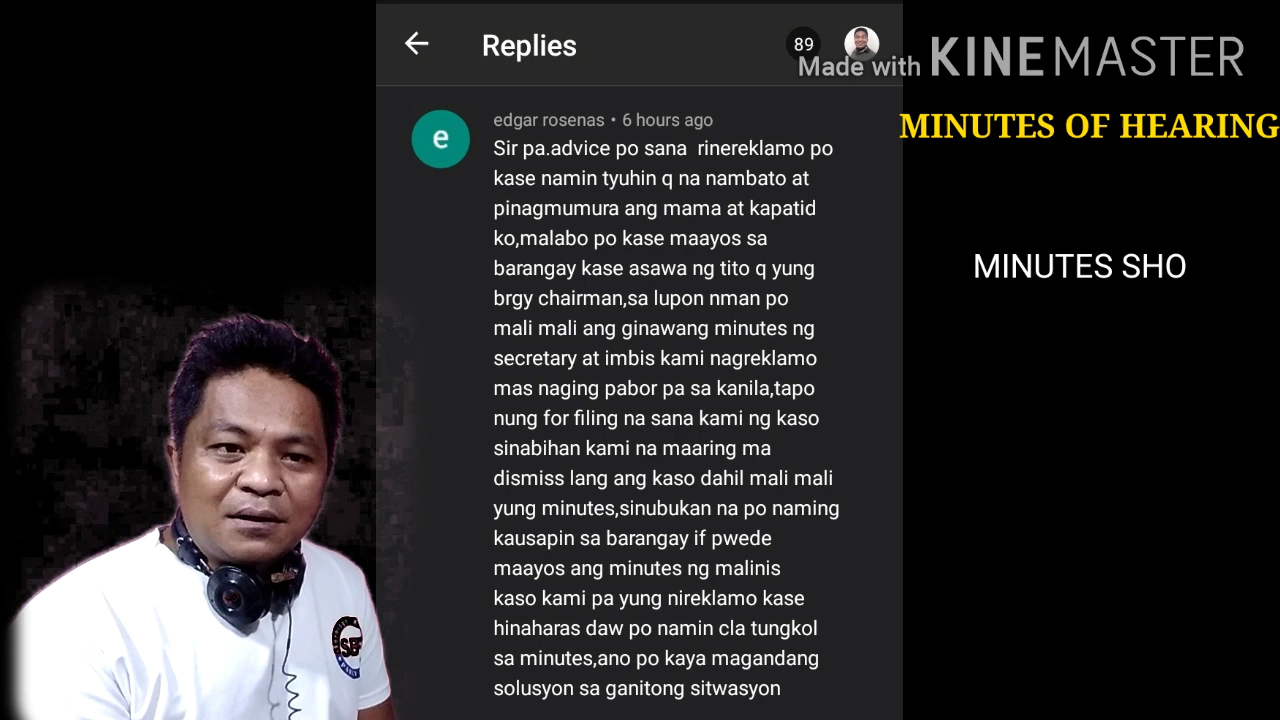 Replies
89
Made with KINEMASTER
MINUTES OF HEARING
MINUTES SHO
e
edgar rosenas • 6 hours ago
Sir pa.advice po sana rinereklamo po
kase namin tyuhin q na nambato at
pinagmumura ang mama at kapatid
ko,malabo po kase maayos sa
barangay kase asawa ng tito q yung
brgy chairman,sa lupon nman po
mali mali ang ginawang minutes ng
secretary at imbis kami nagreklamo
mas naging pabor pa sa kanila,tapo
nung for filing na sana kami ng kaso
sinabihan kami na maaring ma
dismiss lang ang kaso dahil mali mali
yung minutes,sinubukan na po naming
kausapin sa barangay if pwede
maayos ang minutes ng malinis
kaso kami pa yung nireklamo kase
hinaharas daw po namin cla tungkol
sa minutes,ano po kaya magandang
solusyon sa ganitong sitwasyon